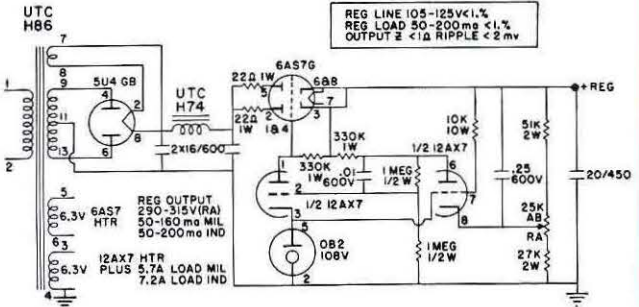 UTC
H86
REG LINE 105-125V<1.%
REG LOAD 50-200ma <1.%
OUTPUT Z <1Ω RIPPLE <2mv
7
8
1
9
11
13
2
5U4 GB
4
2
8
6
UTC
H74
2X16/600
22Ω 1W
22Ω
1W
6AS7G
5
2
6&8
7
3
1&4
+REG
330K
1W
330K
1W
.01
600V
1 MEG
1/2W
1/2 12AX7
1
2
3
1/2 12AX7
6
7
8
10K
10W
.25
600V
51K
2W
25K
AB
RA
27K
2W
20/450
1 MEG
1/2W
5
OB2
108V
2
5
6.3V
6AS7
HTR
6
REG OUTPUT
290-315V(RA)
50-160ma MIL
50-200ma IND
3
6.3V
4
12AX7 HTR
PLUS 5.7A LOAD MIL
7.2A LOAD IND